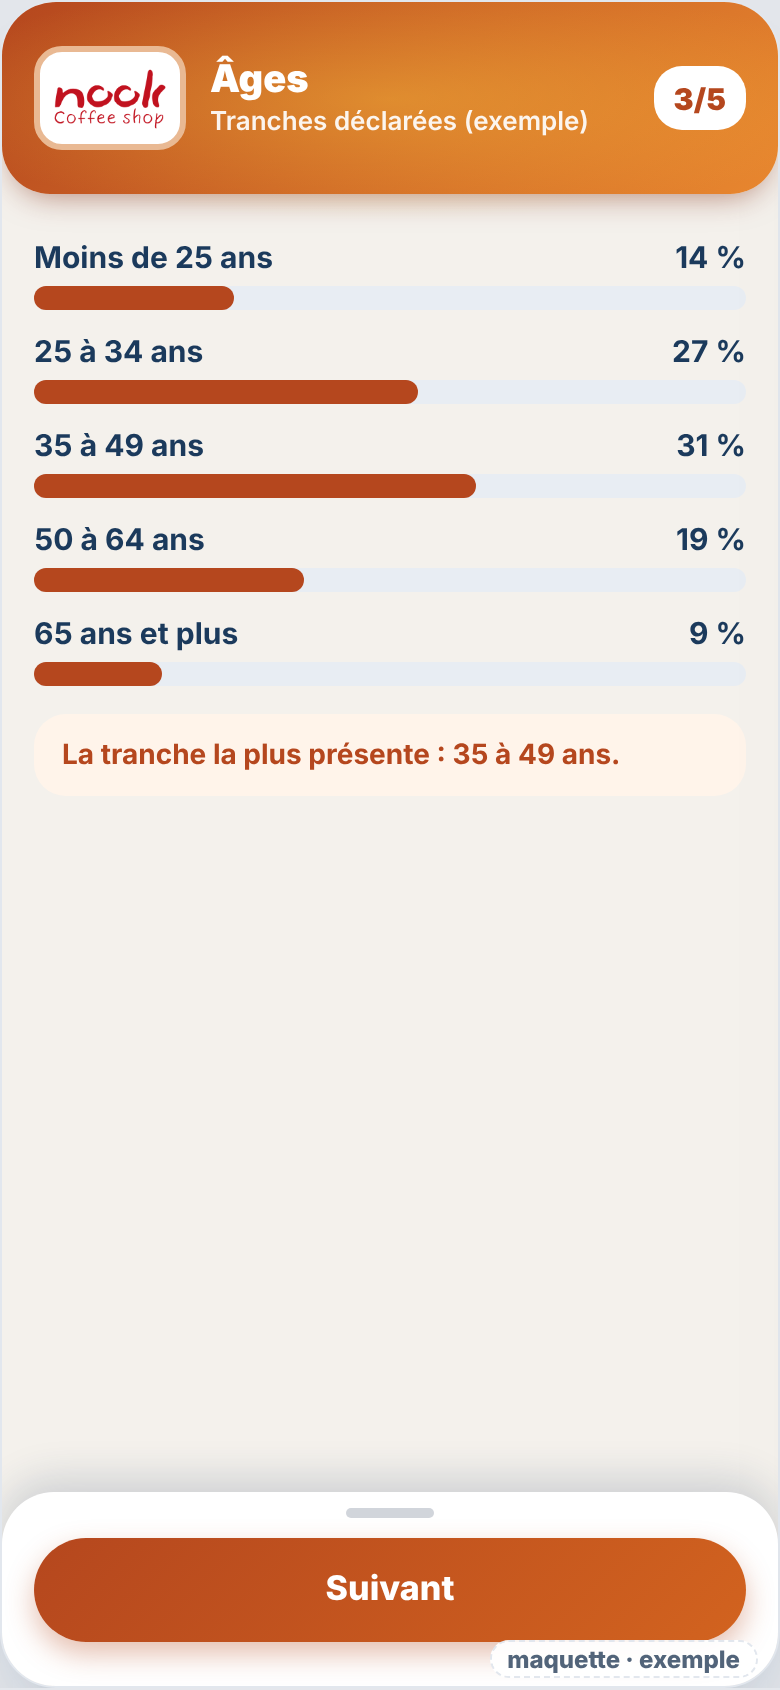 nook
Coffee shop
Âges
Tranches déclarées (exemple)
3/5
Moins de 25 ans 14 %
25 à 34 ans 27 %
35 à 49 ans 31 %
50 à 64 ans 19 %
65 ans et plus 9 %
La tranche la plus présente : 35 à 49 ans.
Suivant
maquette · exemple